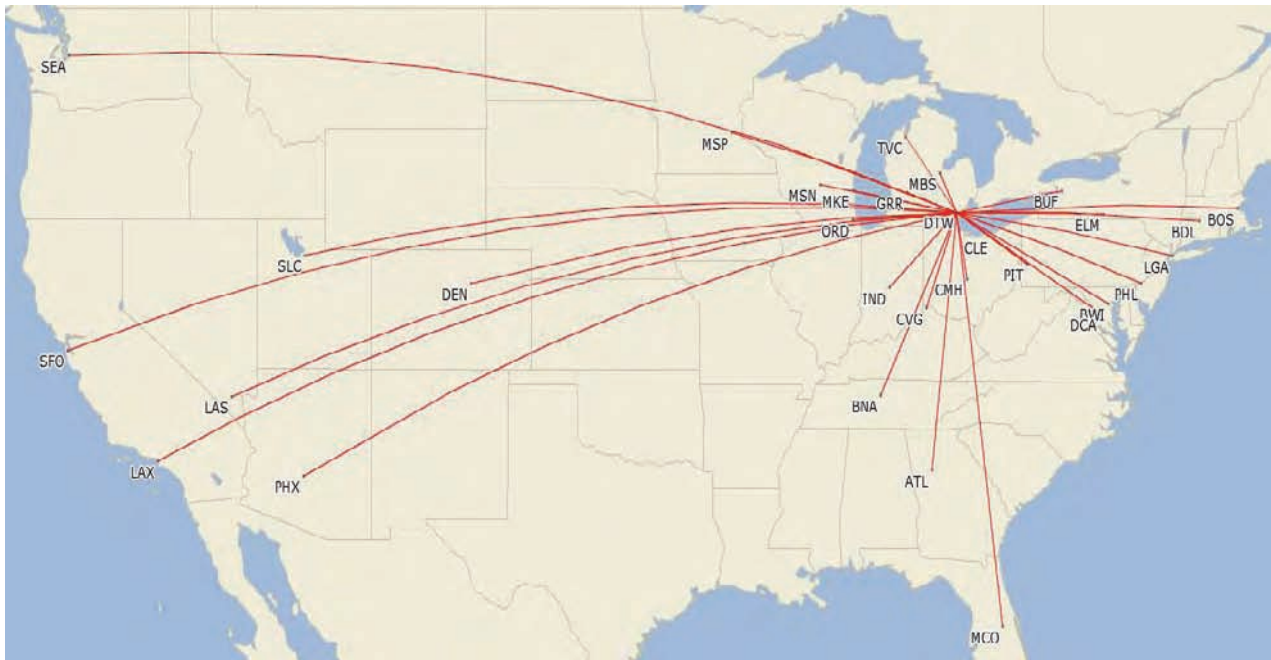 SEA
MSP
TVC
MBS
MSN
MKE
GRR
BUF
ORD
DTW
ELM
BOS
BDL
CLE
SLC
PIT
LGA
DEN
IND
CMH
PHL
CVG
BWI
DCA
SFO
LAS
BNA
LAX
PHX
ATL
MCO